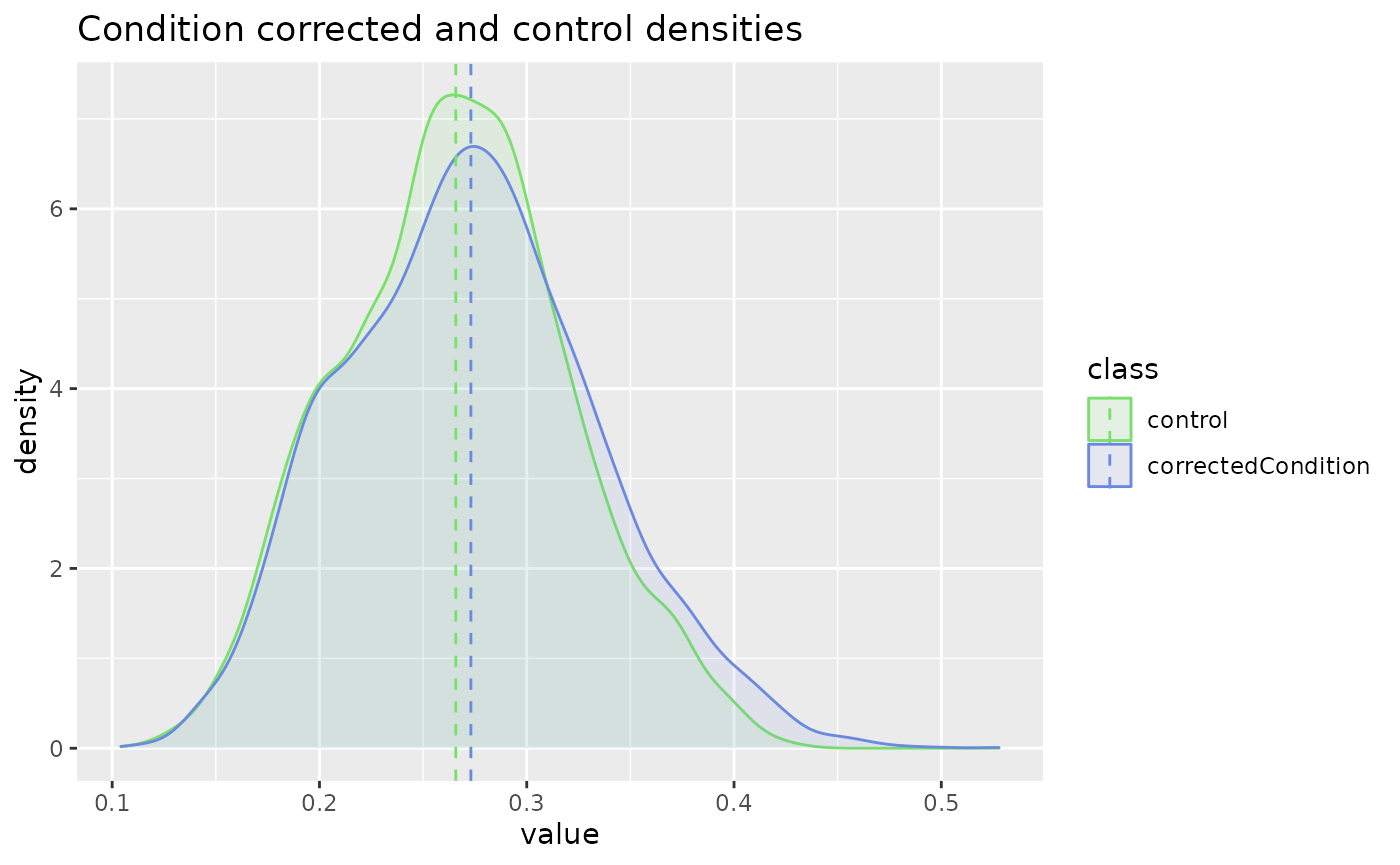 Condition corrected and control densities
density
6
4
2
0
0.1 0.2 0.3 0.4 0.5
value
class
control
correctedCondition